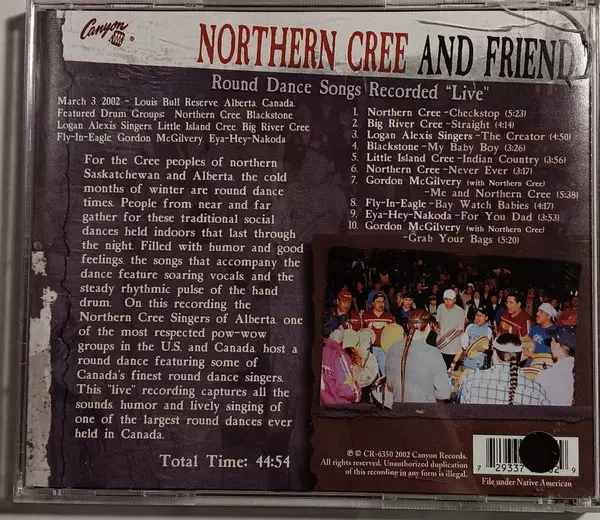 Canyon
NORTHERN CREE AND FRIEND
Round Dance Songs Recorded "Live"
March 3, 2002 - Louis Bull Reserve, Alberta, Canada.
Featured Drum Groups: Northern Cree, Blackstone,
Logan Alexis Singers, Little Island Cree, Big River Cree,
Fly-In-Eagle, Gordon McGilvery, Eya-Hey-Nakoda
For the Cree peoples of northern
Saskatchewan and Alberta, the cold
months of winter are round dance
times. People from near and far
gather for these traditional social
dances held indoors that last through
the night. Filled with humor and good
feelings, the songs that accompany the
dance feature soaring vocals, and the
steady rhythmic pulse of the hand
drum. On this recording the
Northern Cree Singers of Alberta, one
of the most respected pow-wow
groups in the U.S. and Canada, host a
round dance featuring some of
Canada's finest round dance singers.
This "live" recording captures all the
sounds, humor and lively singing of
one of the largest round dances ever
held in Canada.
Total Time: 44:54
1. Northern Cree - Checkstop (5:23)
2. Big River Cree - Straight (4:14)
3. Logan Alexis Singers - The Creator (4:50)
4. Blackstone - My Baby Boy (3:26)
5. Little Island Cree - Indian Country (3:56)
6. Northern Cree - Never Ever (3:17)
7. Gordon McGilvery (with Northern Cree)
- Me and Northern Cree (5:38)
8. Fly-In-Eagle - Bay Watch Babies (4:17)
9. Eya-Hey-Nakoda - For You Dad (3:53)
10. Gordon McGilvery (with Northern Cree)
- Grab Your Bags (5:20)
℗ © CR-6350 2002 Canyon Records.
All rights reserved. Unauthorized duplication
of this recording in any form is illegal.
7 29337 2 9
File under Native American